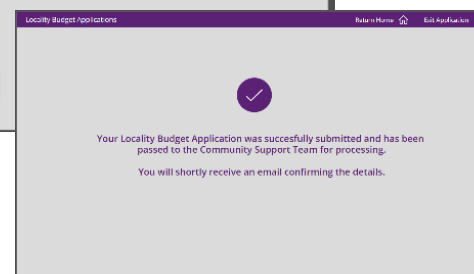 Locality Budget Applications Return Home Exit Application
Your Locality Budget Application was succesfully submitted and has been
passed to the Community Support Team for processing.
You will shortly receive an email confirming the details.